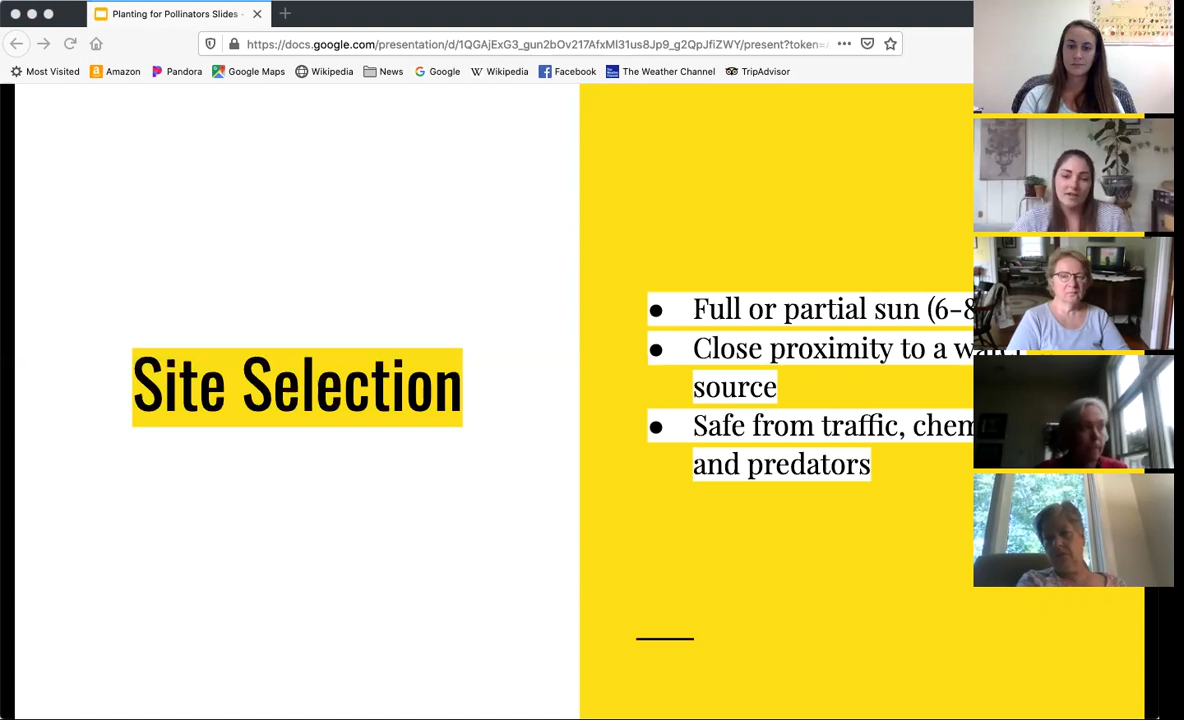 Planting for Pollinators Slides -
https://docs.google.com/presentation/d/1QGAjExG3_gun2bOv217AfxMl31us8Jp9_g2QpJfiZWY/present?token=
Most Visited Amazon Pandora Google Maps Wikipedia News Google Wikipedia Facebook The Weather Channel TripAdvisor
Site Selection
● Full or partial sun (6-8
● Close proximity to a water
source
● Safe from traffic, chem
and predators